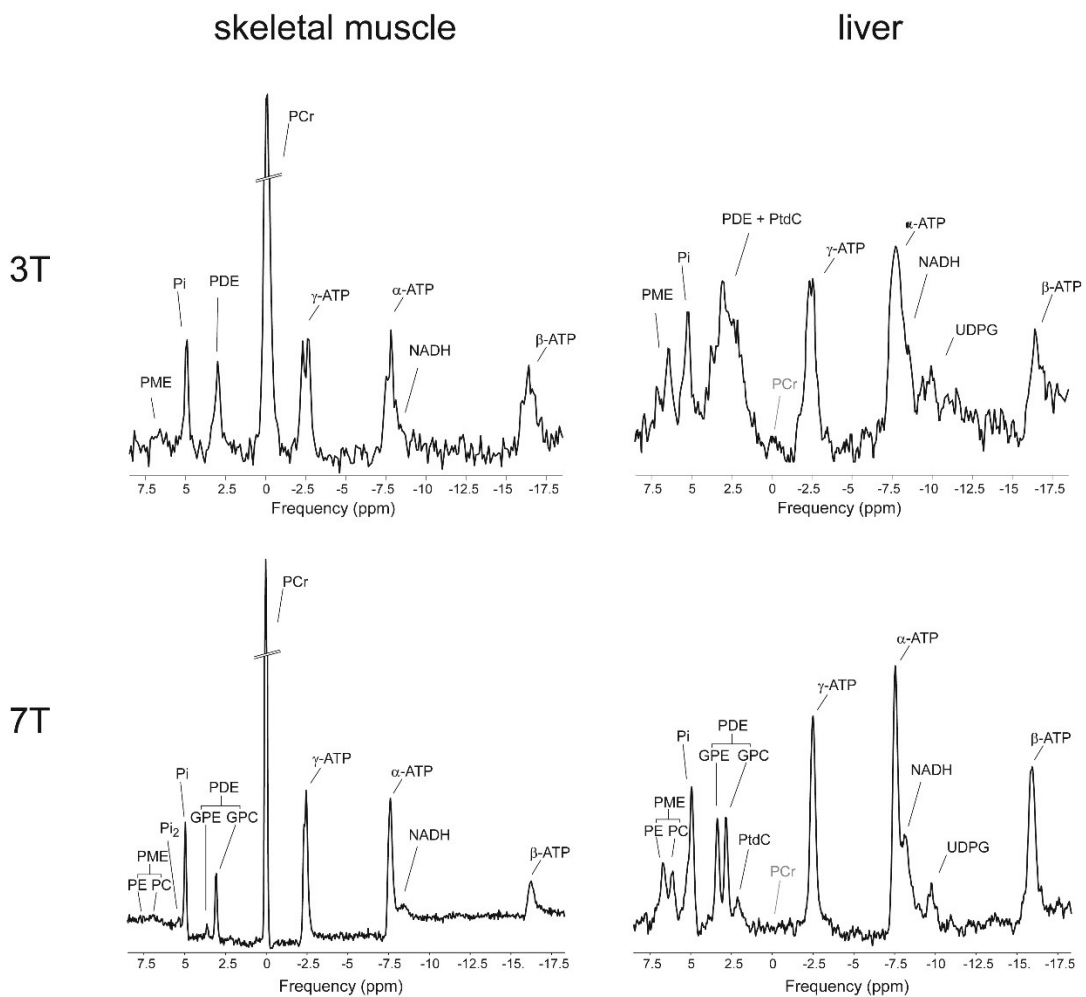 skeletal muscle
liver
3T
PCr
Pi
PDE
PME
γ-ATP
α-ATP
NADH
β-ATP
7.5 5 2.5 0 -2.5 -5 -7.5 -10 -12.5 -15 -17.5
Frequency (ppm)
PME
Pi
PDE + PtdC
PCr
γ-ATP
α-ATP
NADH
UDPG
β-ATP
7.5 5 2.5 0 -2.5 -5 -7.5 -10 -12.5 -15 -17.5
Frequency (ppm)
7T
PCr
Pi
PDE
GPE GPC
Pi2
PME
PE PC
γ-ATP
α-ATP
NADH
β-ATP
7.5 5 2.5 0 -2.5 -5 -7.5 -10 -12.5 -15. -17.5
Frequency (ppm)
Pi
PDE
GPE GPC
PME
PE PC
PtdC
PCr
γ-ATP
α-ATP
NADH
UDPG
β-ATP
7.5 5 2.5 0 -2.5 -5 -7.5 -10 -12.5 -15. -17.5
Frequency (ppm)